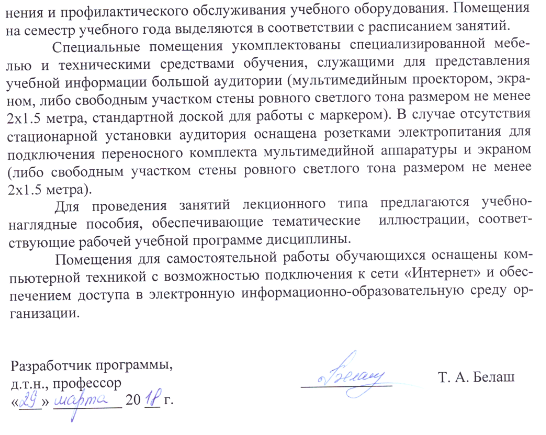 нения и профилактического обслуживания учебного оборудования. Помещения
на семестр учебного года выделяются в соответствии с расписанием занятий.
Специальные помещения укомплектованы специализированной мебе-
лью и техническими средствами обучения, служащими для представления
учебной информации большой аудитории (мультимедийным проектором, экра-
ном, либо свободным участком стены ровного светлого тона размером не менее
2х1.5 метра, стандартной доской для работы с маркером). В случае отсутствия
стационарной установки аудитория оснащена розетками электропитания для
подключения переносного комплекта мультимедийной аппаратуры и экраном
(либо свободным участком стены ровного светлого тона размером не менее
2х1.5 метра).
Для проведения занятий лекционного типа предлагаются учебно-
наглядные пособия, обеспечивающие тематические иллюстрации, соответ-
ствующие рабочей учебной программе дисциплины.
Помещения для самостоятельной работы обучающихся оснащены ком-
пьютерной техникой с возможностью подключения к сети «Интернет» и обес-
печением доступа в электронную информационно-образовательную среду ор-
ганизации.
Разработчик программы,
д.т.н., профессор Белаш Т. А. Белаш
«29» марта 2018 г.